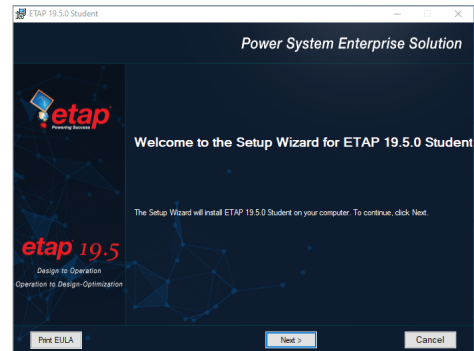 ETAP 19.5.0 Student
Power System Enterprise Solution
etap
Powering Success
Welcome to the Setup Wizard for ETAP 19.5.0 Student
The Setup Wizard will install ETAP 19.5.0 Student on your computer. To continue, click Next.
etap 19.5
Design to Operation
Operation to Design-Optimization
Print EULA
Next >
Cancel